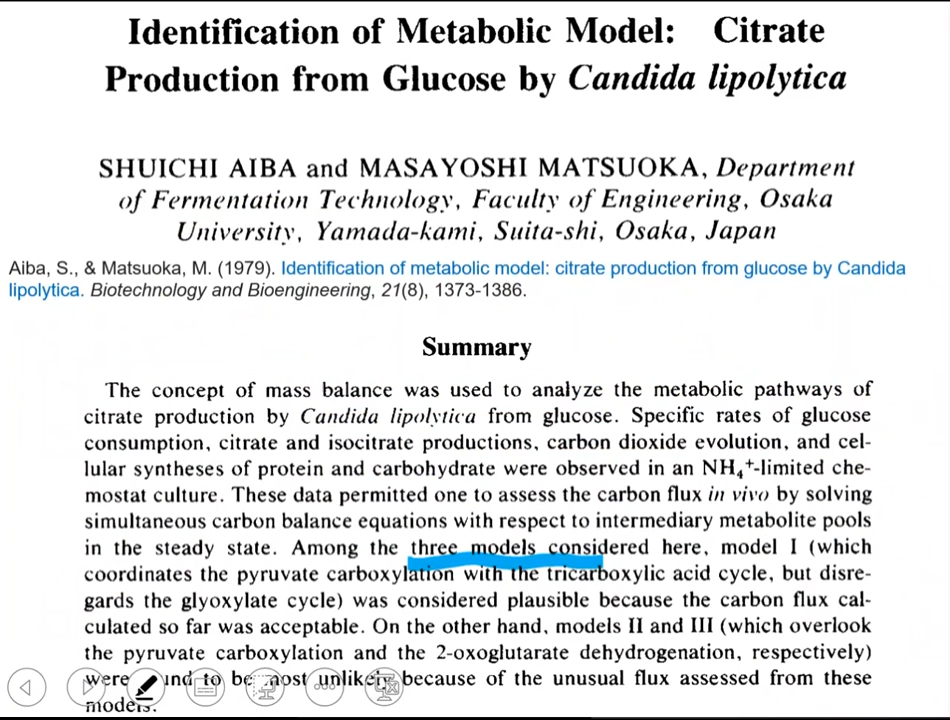 Identification of Metabolic Model: Citrate
Production from Glucose by Candida lipolytica
SHUICHI AIBA and MASAYOSHI MATSUOKA, Department
of Fermentation Technology, Faculty of Engineering, Osaka
University, Yamada-kami, Suita-shi, Osaka, Japan
Aiba, S., & Matsuoka, M. (1979). Identification of metabolic model: citrate production from glucose by Candida
lipolytica. Biotechnology and Bioengineering, 21(8), 1373-1386.
Summary
The concept of mass balance was used to analyze the metabolic pathways of
citrate production by Candida lipolytica from glucose. Specific rates of glucose
consumption, citrate and isocitrate productions, carbon dioxide evolution, and cel-
lular syntheses of protein and carbohydrate were observed in an NH₄⁺-limited che-
mostat culture. These data permitted one to assess the carbon flux in vivo by solving
simultaneous carbon balance equations with respect to intermediary metabolite pools
in the steady state. Among the three models considered here, model I (which
coordinates the pyruvate carboxylation with the tricarboxylic acid cycle, but disre-
gards the glyoxylate cycle) was considered plausible because the carbon flux cal-
culated so far was acceptable. On the other hand, models II and III (which overlook
the pyruvate carboxylation and the 2-oxoglutarate dehydrogenation, respectively)
were to be most unlikely because of the unusual flux assessed from these
models.